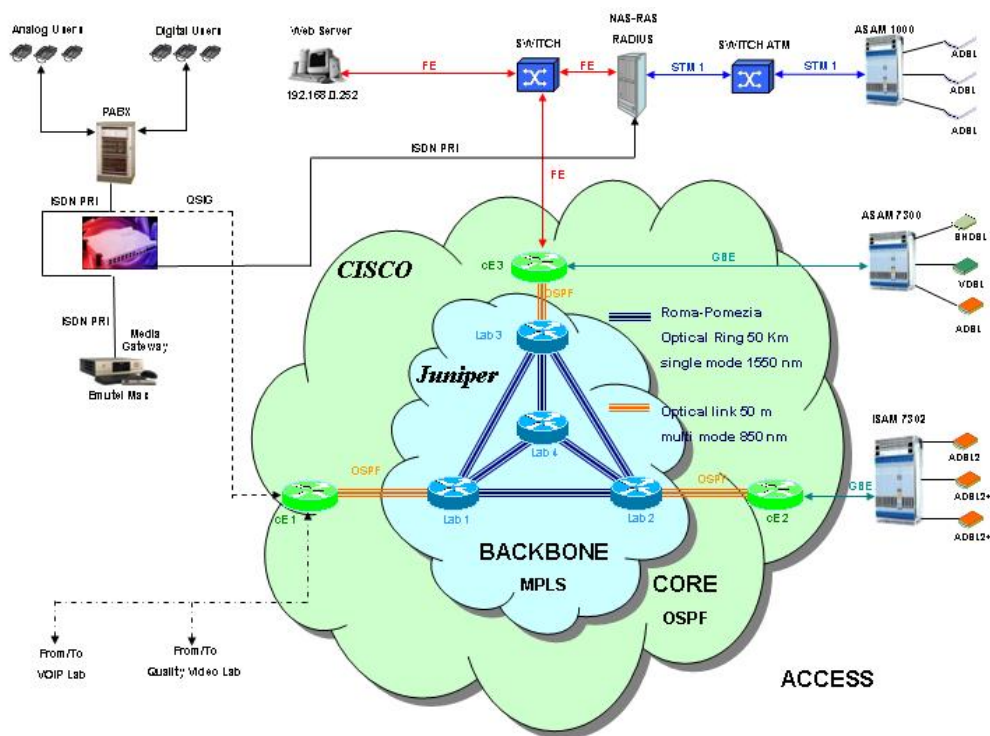 Analog Users
Digital Users
Web Server
192.168.0.252
SWITCH
NAS-RAS
RADIUS
SWITCH ATM
ASAM 1000
FE
FE
STM 1
STM 1
ADSL
ADSL
ADSL
PABX
ISDN PRI
FE
ISDN PRI
QSIG
CISCO
cE3
OSPF
GBE
ASAM 7300
SHDSL
VDSL
ADSL
ISDN PRI
Media
Gateway
Emutel Max
Lab 3
Juniper
Roma-Pomezia
Optical Ring 50 Km
single mode 1550 nm
Optical link 50 m
multi mode 850 nm
Lab 4
ISAM 7302
ADSL2
ADSL2+
ADSL2+
OSPF
cE1
Lab 1
Lab 2
OSPF
cE2
GBE
BACKBONE
MPLS
CORE
OSPF
From/To
VOIP Lab
From/To
Quality Video Lab
ACCESS